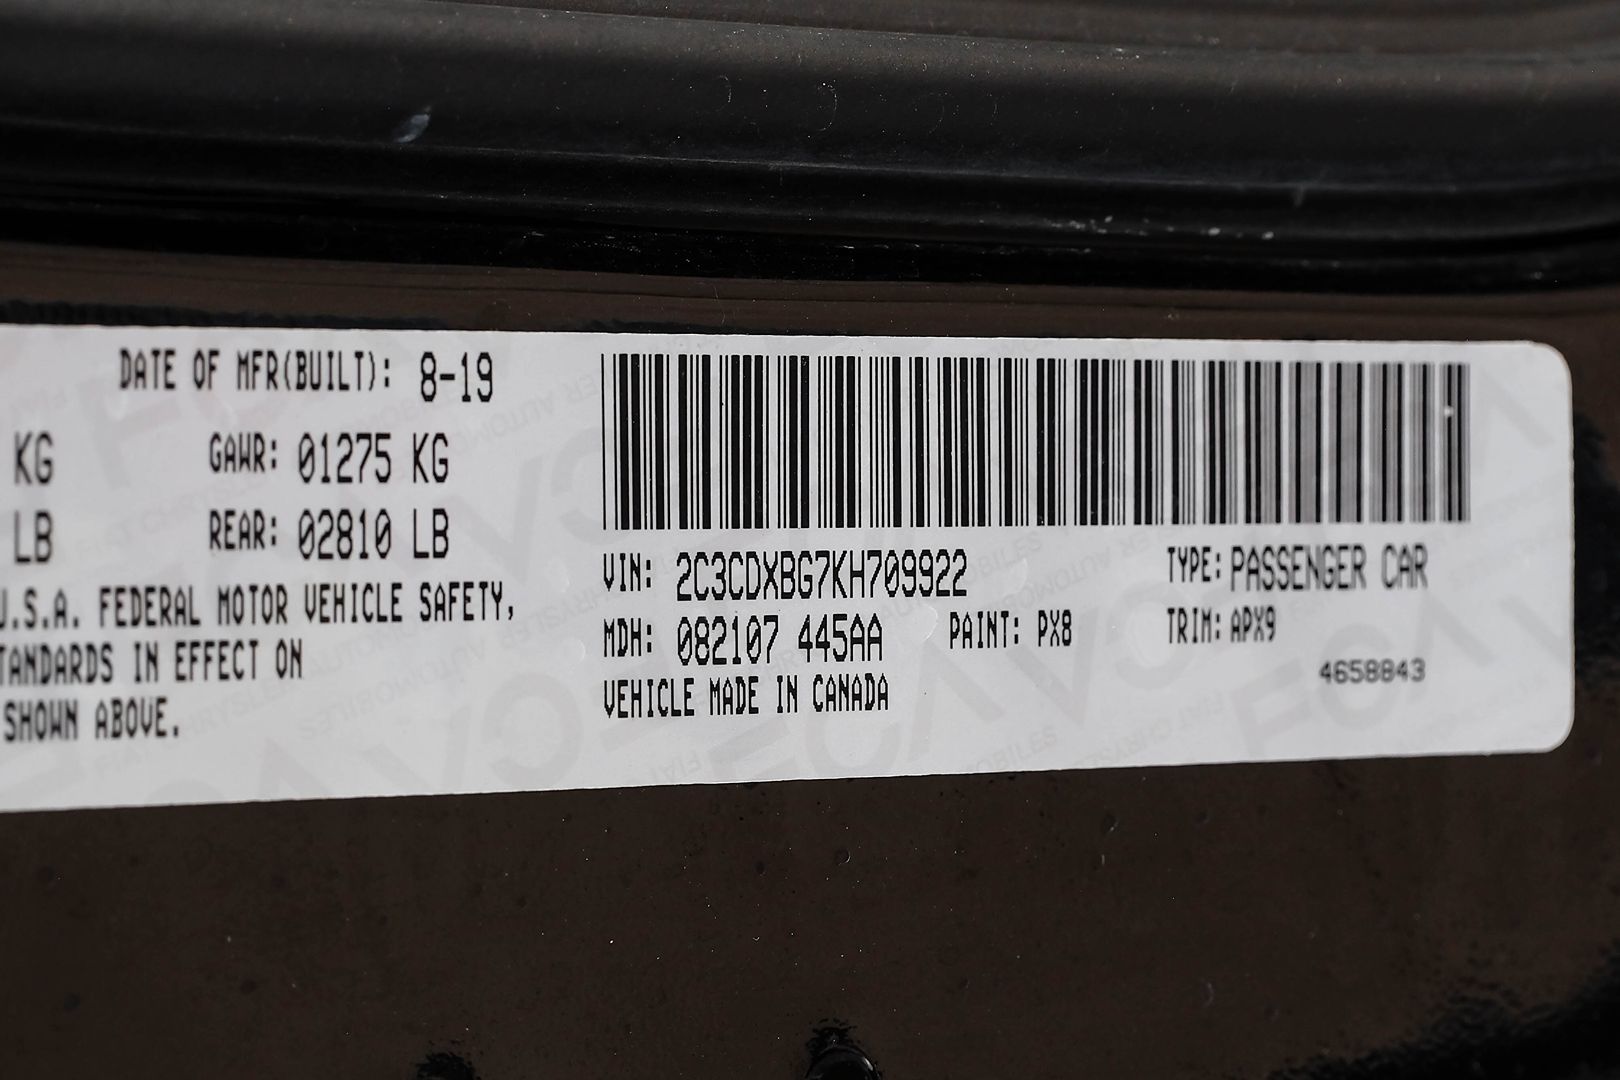 DATE OF MFR(BUILT): 8-19
KG GAWR: 01275 KG
LB REAR: 02810 LB
U.S.A. FEDERAL MOTOR VEHICLE SAFETY,
TANDARDS IN EFFECT ON
SHOWN ABOVE.
VIN: 2C3CDXBG7KH709922 TYPE: PASSENGER CAR
MDH: 082107 445AA PAINT: PX8 TRIM: APX9
VEHICLE MADE IN CANADA 4658843